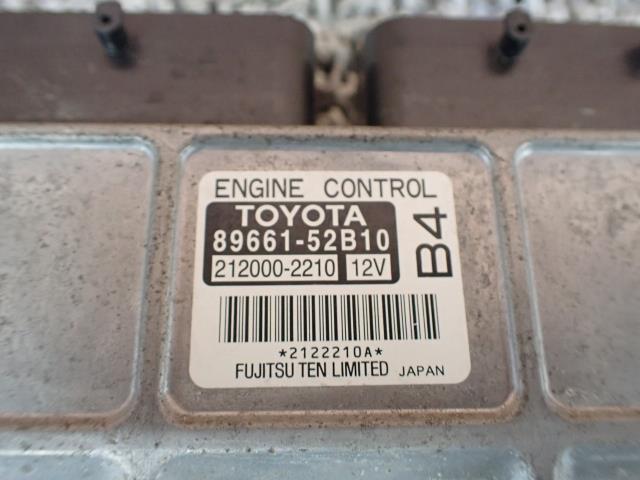 ENGINE CONTROL
TOYOTA
89661-52B10
212000-2210 12V
B4
*2122210A*
FUJITSU TEN LIMITED JAPAN